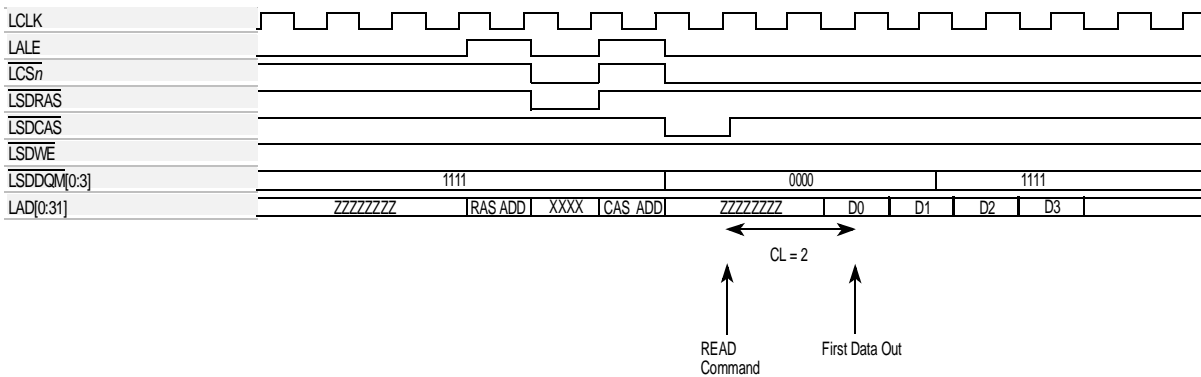 LCLK
LALE
LCSn
LSDRAS
LSDCAS
LSDWE
LSDDQM[0:3] 1111 0000 1111
LAD[0:31] ZZZZZZZZ RAS ADD XXXX CAS ADD ZZZZZZZZ D0 D1 D2 D3
CL = 2
READ First Data Out
Command